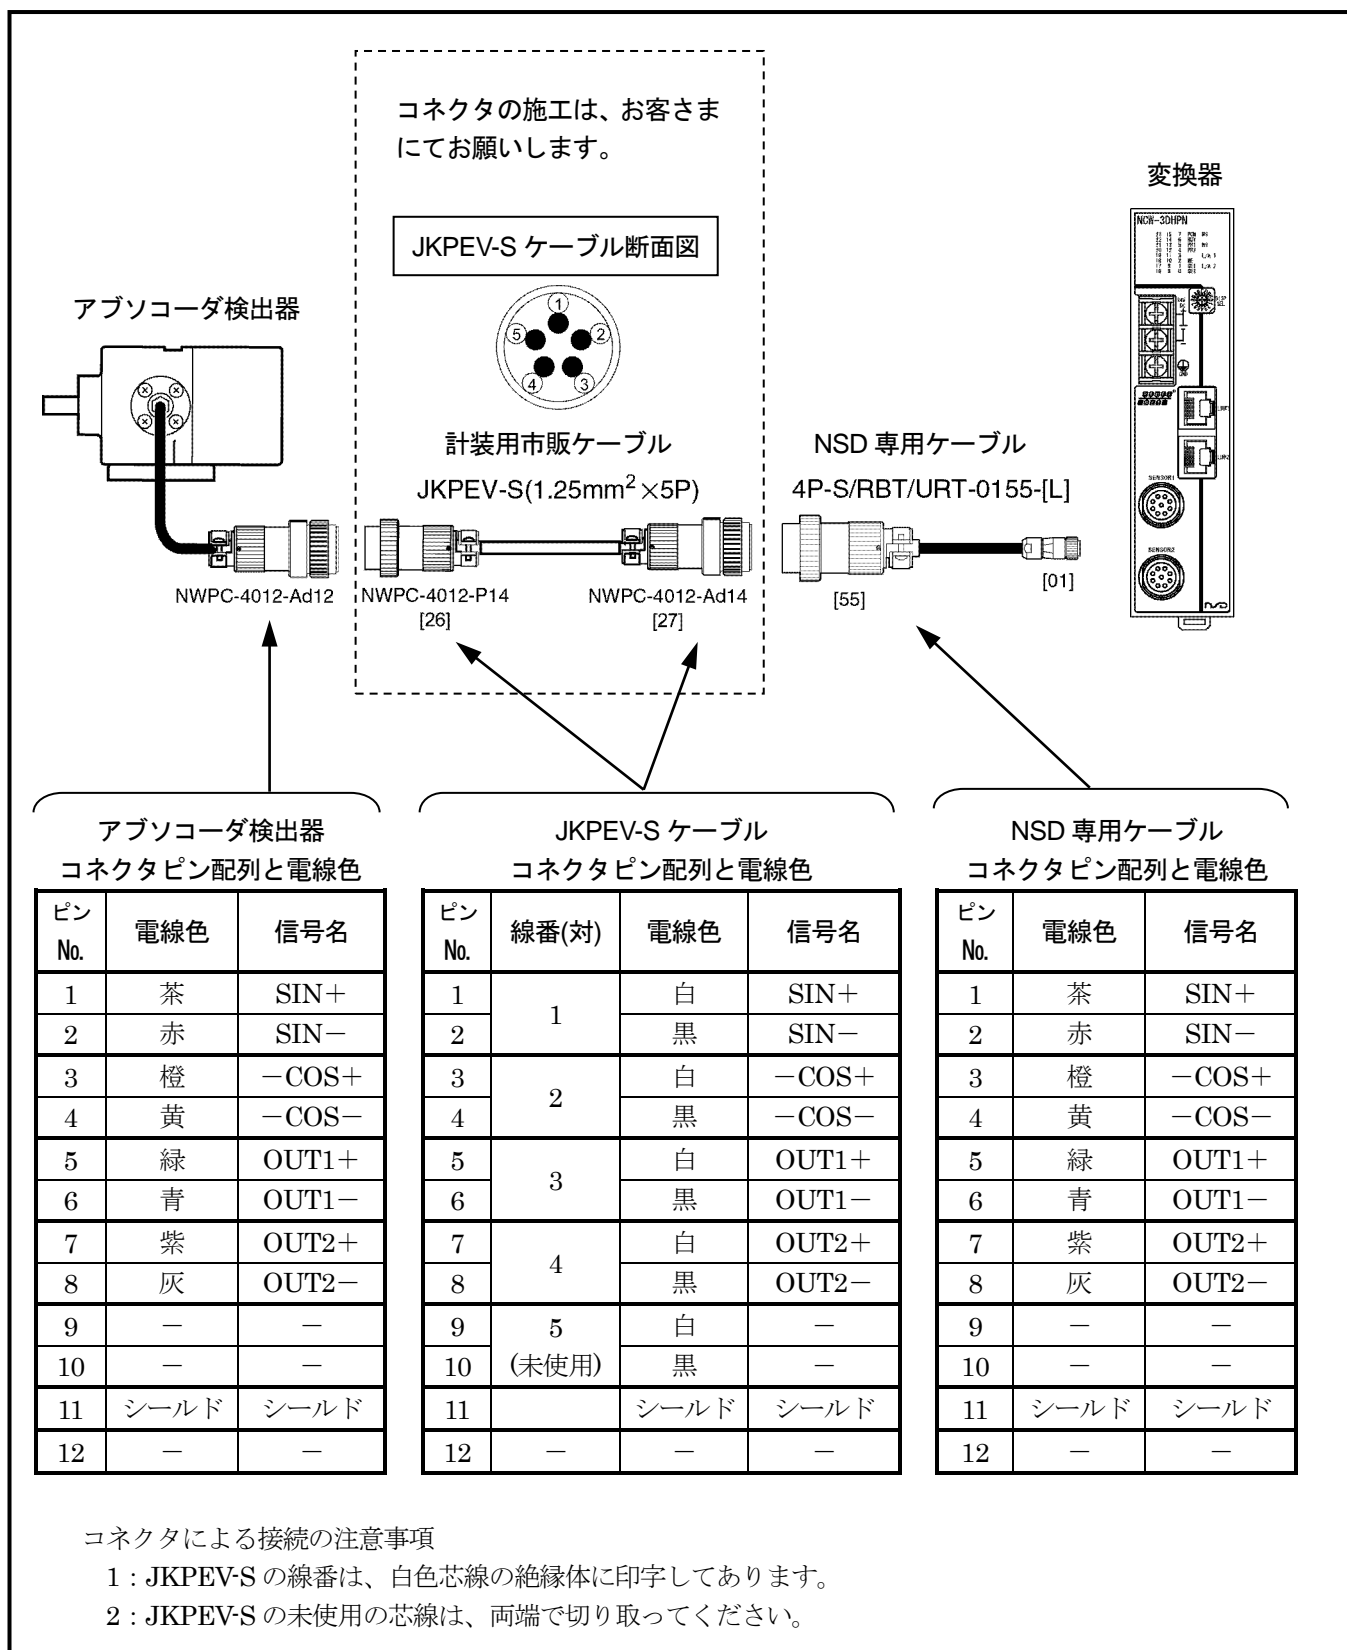 コネクタの施工は、お客さま
にてお願いします。
変換器
JKPEV-S ケーブル断面図
NCW-3DHPN
アブソコーダ検出器
① ② ③ ④ ⑤
計装用市販ケーブル
JKPEV-S(1.25mm²×5P)
NSD 専用ケーブル
4P-S/RBT/URT-0155-[L]
SENSOR1
SENSOR2
NWPC-4012-Ad12
NWPC-4012-P14
[26]
NWPC-4012-Ad14
[27]
[55]
[01]
アブソコーダ検出器
コネクタピン配列と電線色
ピン No. 電線色 信号名
1 茶 SIN+
2 赤 SIN−
3 橙 −COS+
4 黄 −COS−
5 緑 OUT1+
6 青 OUT1−
7 紫 OUT2+
8 灰 OUT2−
9 − −
10 − −
11 シールド シールド
12 − −
JKPEV-S ケーブル
コネクタピン配列と電線色
ピン No. 線番(対) 電線色 信号名
1 1 白 SIN+
2 黒 SIN−
3 2 白 −COS+
4 黒 −COS−
5 3 白 OUT1+
6 黒 OUT1−
7 4 白 OUT2+
8 黒 OUT2−
9 5 白 −
10 (未使用) 黒 −
11 シールド シールド
12 − − −
NSD 専用ケーブル
コネクタピン配列と電線色
ピン No. 電線色 信号名
1 茶 SIN+
2 赤 SIN−
3 橙 −COS+
4 黄 −COS−
5 緑 OUT1+
6 青 OUT1−
7 紫 OUT2+
8 灰 OUT2−
9 − −
10 − −
11 シールド シールド
12 − −
コネクタによる接続の注意事項
1：JKPEV-S の線番は、白色芯線の絶縁体に印字してあります。
2：JKPEV-S の未使用の芯線は、両端で切り取ってください。